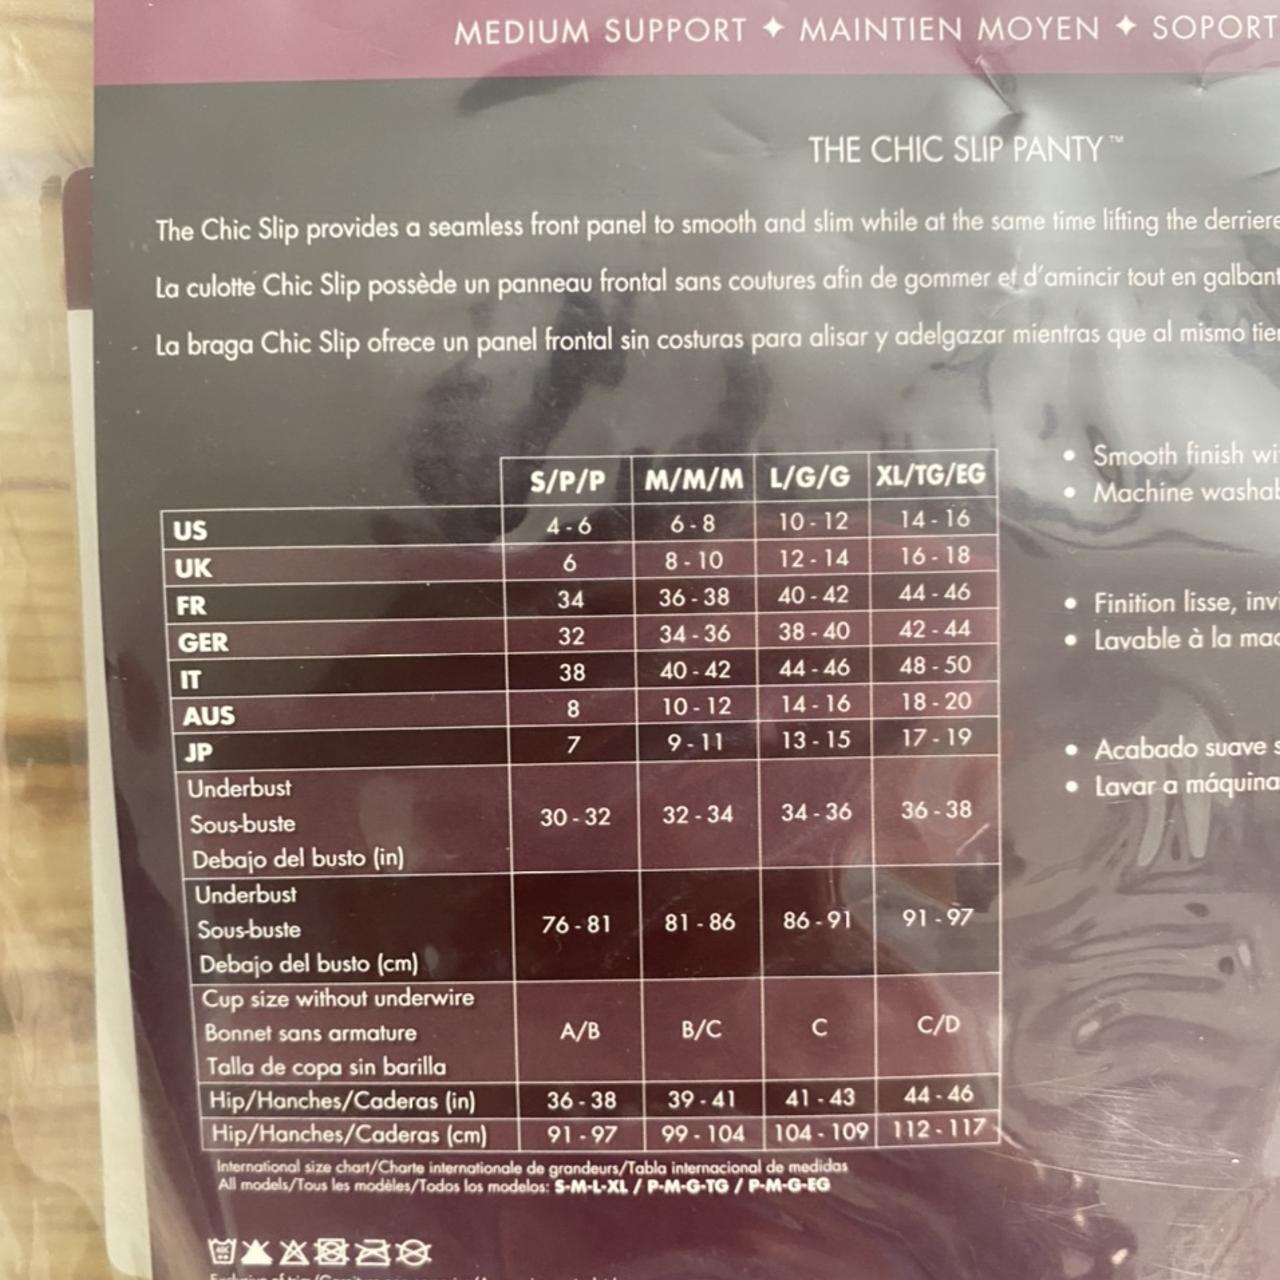 MEDIUM SUPPORT ✦ MAINTIEN MOYEN ✦ SOPORT
THE CHIC SLIP PANTY™
The Chic Slip provides a seamless front panel to smooth and slim while at the same time lifting the derriere
La culotte Chic Slip possède un panneau frontal sans coutures afin de gommer et d'amincir tout en galbant
La braga Chic Slip ofrece un panel frontal sin costuras para alisar y adelgazar mientras que al mismo tie
S/P/P M/M/M L/G/G XL/TG/EG
US 4 - 6 6 - 8 10 - 12 14 - 16
UK 6 8 - 10 12 - 14 16 - 18
FR 34 36 - 38 40 - 42 44 - 46
GER 32 34 - 36 38 - 40 42 - 44
IT 38 40 - 42 44 - 46 48 - 50
AUS 8 10 - 12 14 - 16 18 - 20
JP 7 9 - 11 13 - 15 17 - 19
Underbust
Sous-buste 30 - 32 32 - 34 34 - 36 36 - 38
Debajo del busto (in)
Underbust
Sous-buste 76 - 81 81 - 86 86 - 91 91 - 97
Debajo del busto (cm)
Cup size without underwire
Bonnet sans armature A/B B/C C C/D
Talla de copa sin barilla
Hip/Hanches/Caderas (in) 36 - 38 39 - 41 41 - 43 44 - 46
Hip/Hanches/Caderas (cm) 91 - 97 99 - 104 104 - 109 112 - 117
International size chart/Charte internationale de grandeurs/Tabla internacional de medidas
All models/Tous les modèles/Todos los modelos: S-M-L-XL / P-M-G-TG / P-M-G-EG
• Smooth finish wi
• Machine washab
• Finition lisse, invi
• Lavable à la mac
• Acabado suave s
• Lavar a máquina